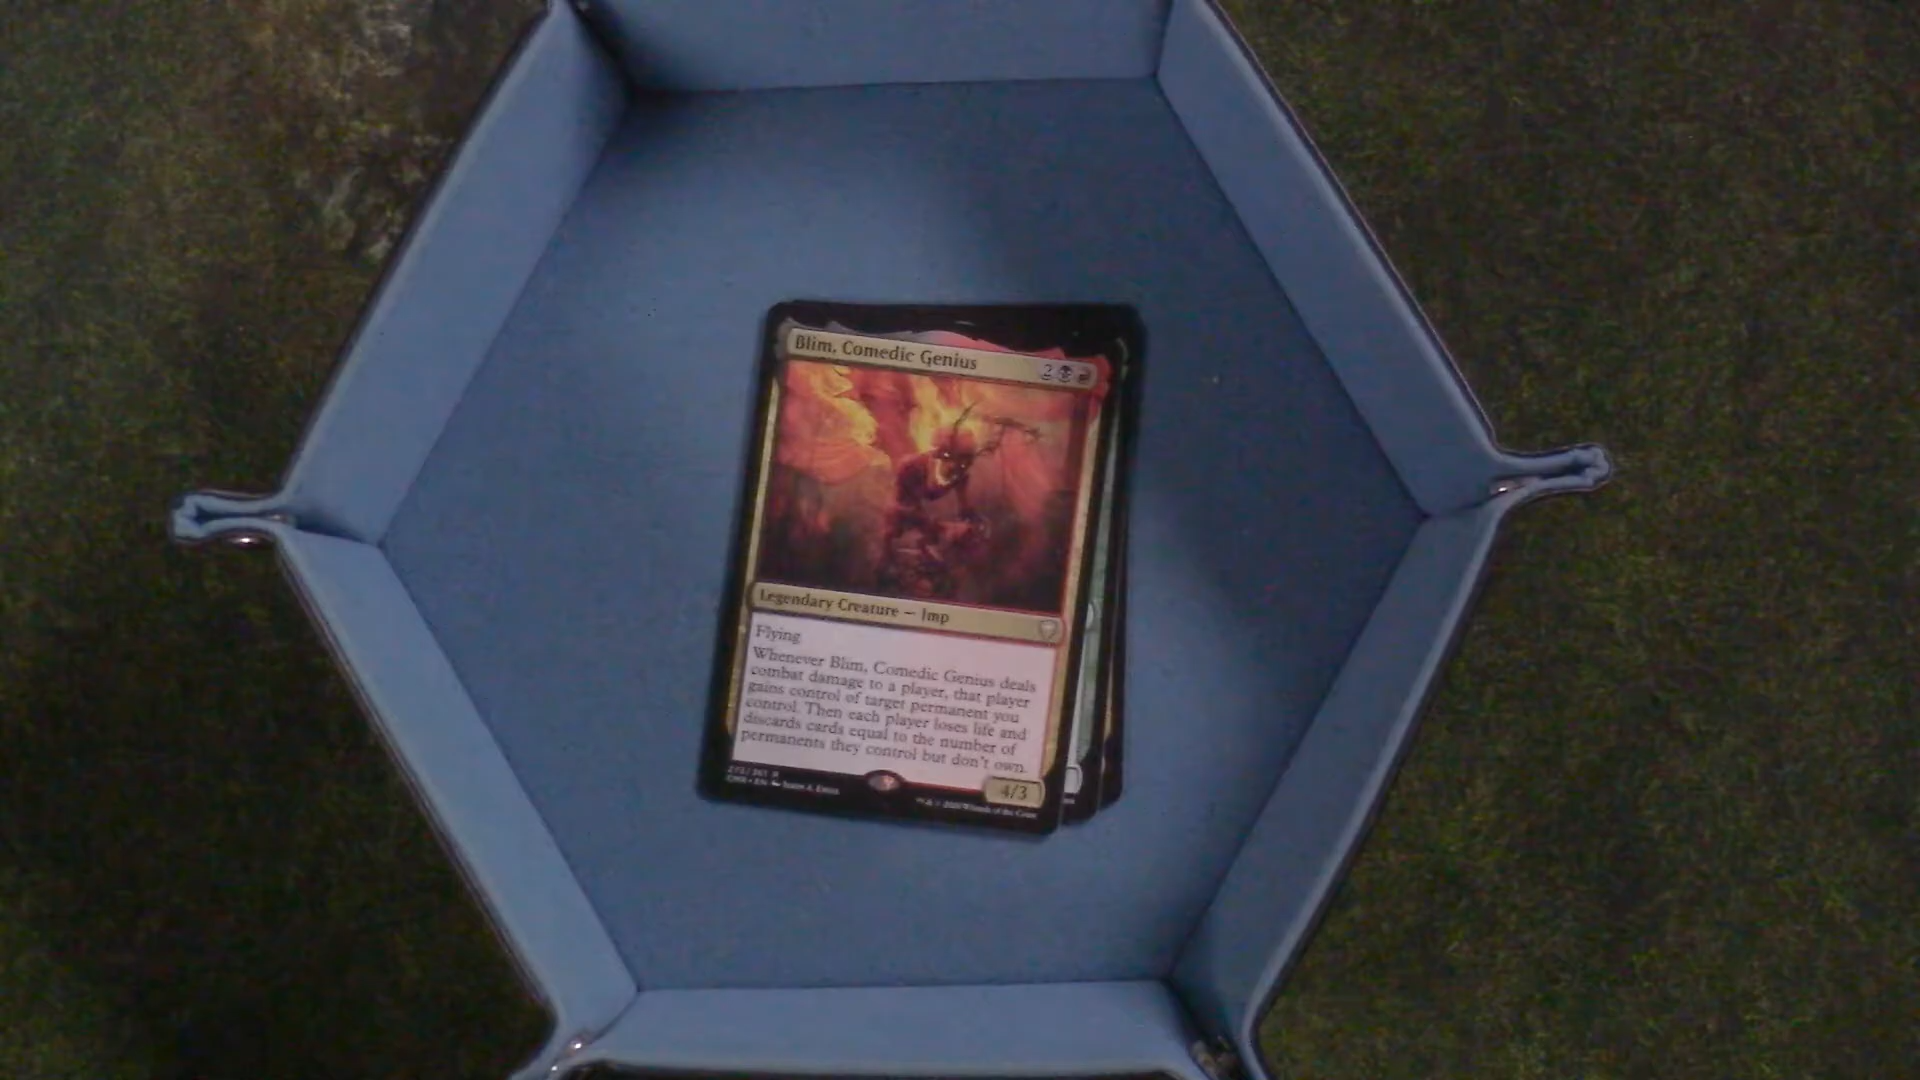 Blim, Comedic Genius 2
Legendary Creature — Imp
Flying
Whenever Blim, Comedic Genius deals
combat damage to a player, that player
gains control of target permanent you
control. Then each player loses life and
discards cards equal to the number of
permanents they control but don't own.
4/3